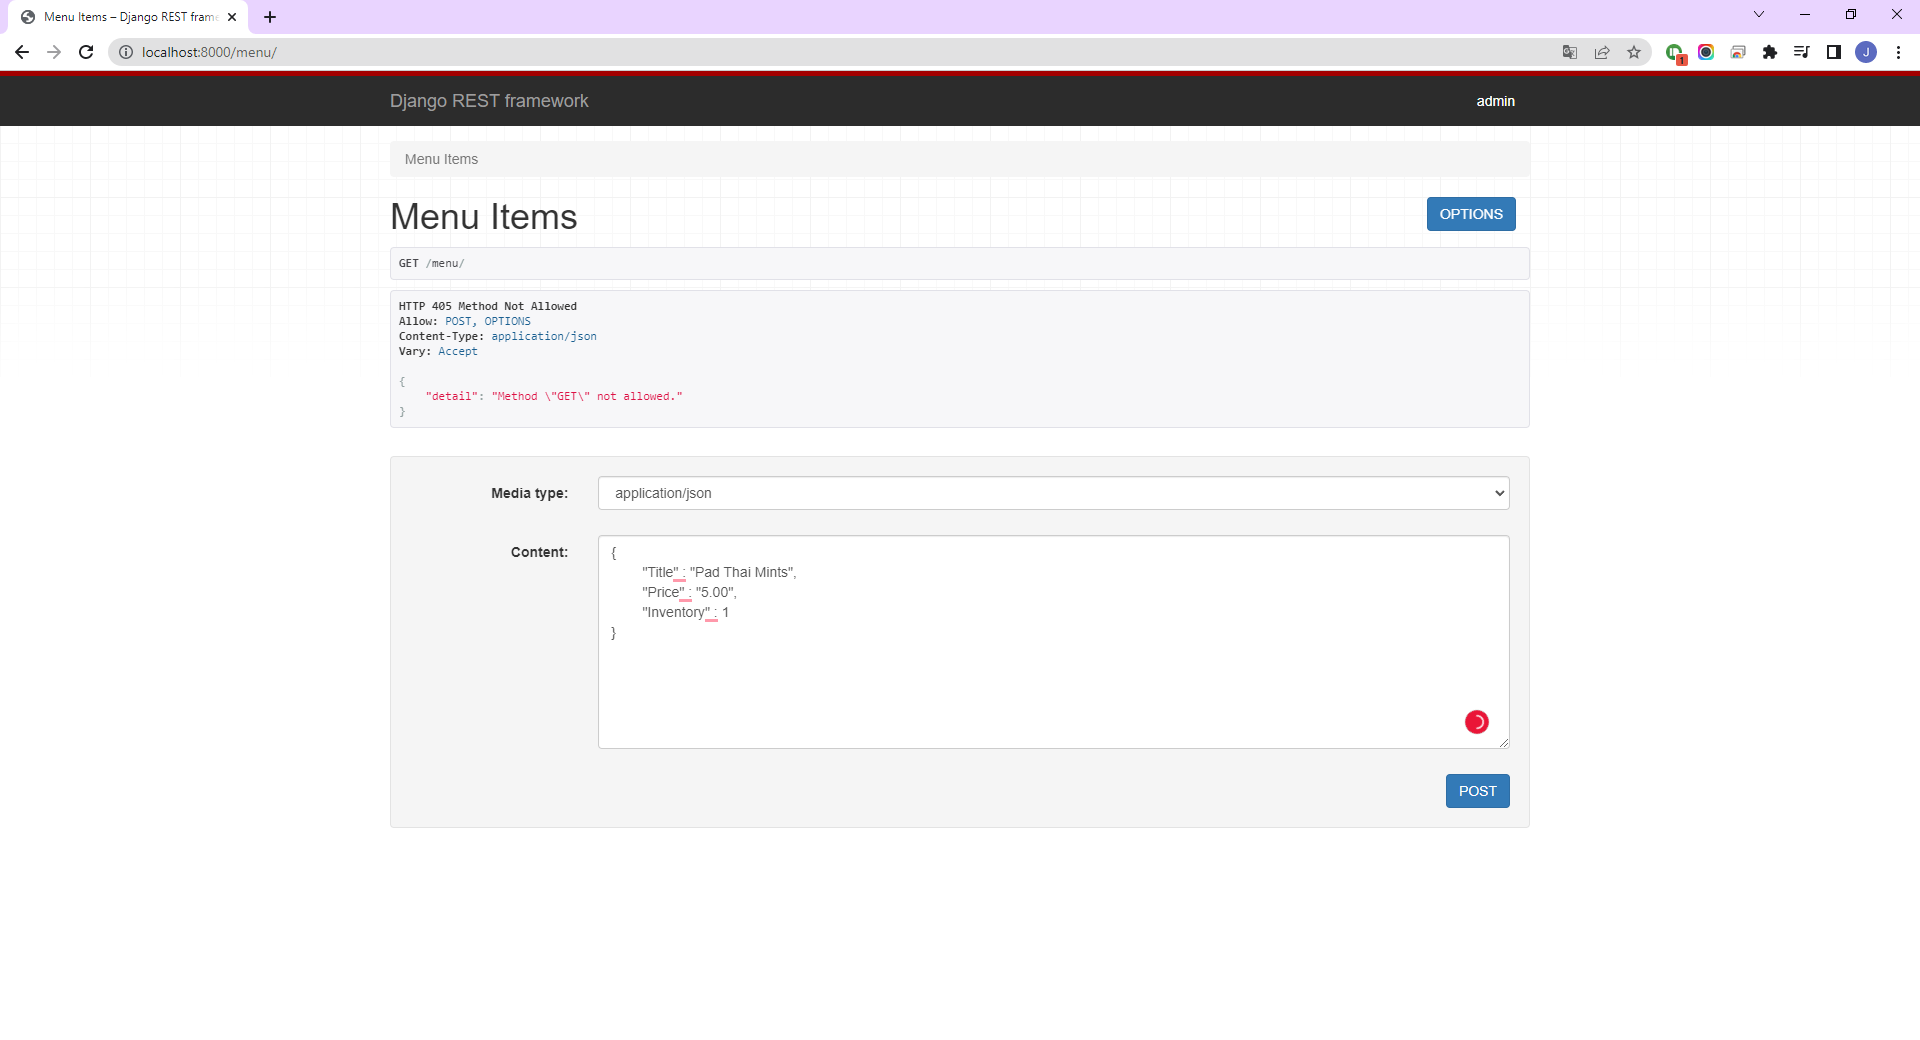 Menu Items – Django REST frame
localhost:8000/menu/
1
J
Django REST framework
admin
Menu Items
Menu Items
OPTIONS
GET /menu/
HTTP 405 Method Not Allowed
Allow: POST, OPTIONS
Content-Type: application/json
Vary: Accept
{
"detail": "Method \"GET\" not allowed."
}
Media type:
application/json
Content:
{
"Title" : "Pad Thai Mints",
"Price" : "5.00",
"Inventory" : 1
}
POST